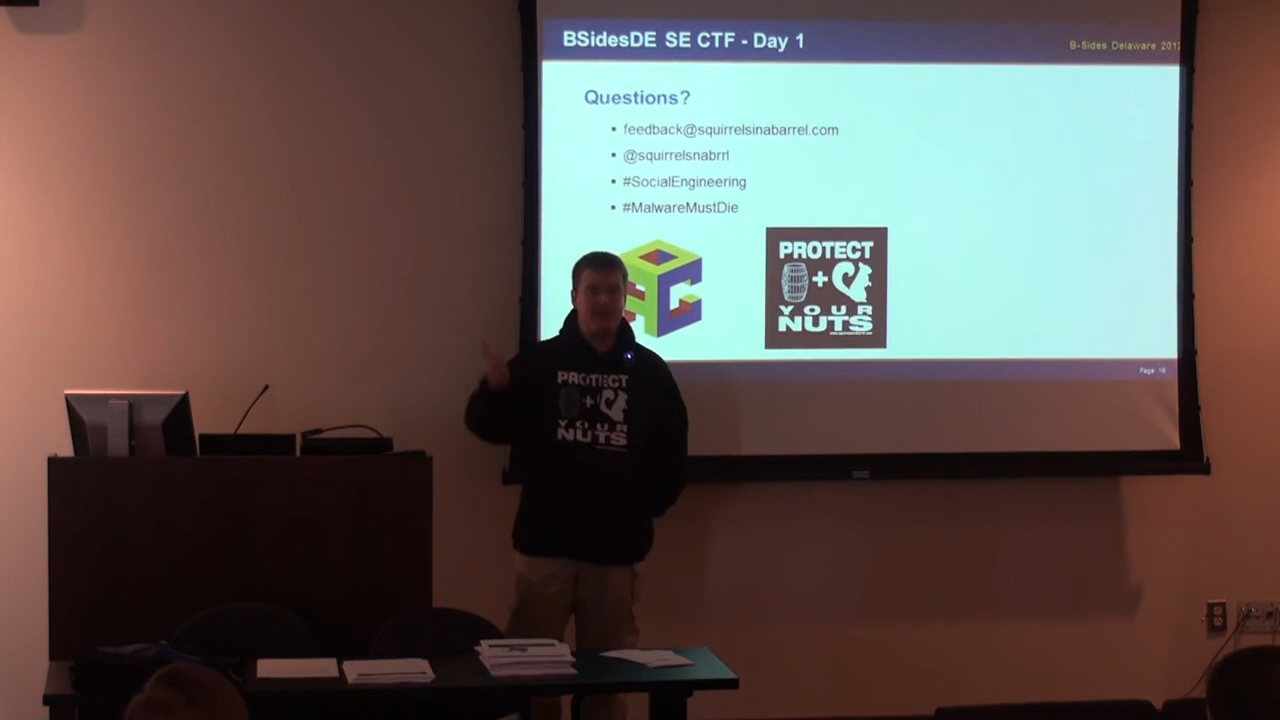 BSidesDE SE CTF - Day 1
B-Sides Delaware 2012
Questions?
▪ feedback@squirrelsinabarrel.com
▪ @squirrelsnabrrl
▪ #SocialEngineering
▪ #MalwareMustDie
PROTECT
+
YOUR
NUTS
PROTECT
+
YOUR
NUTS